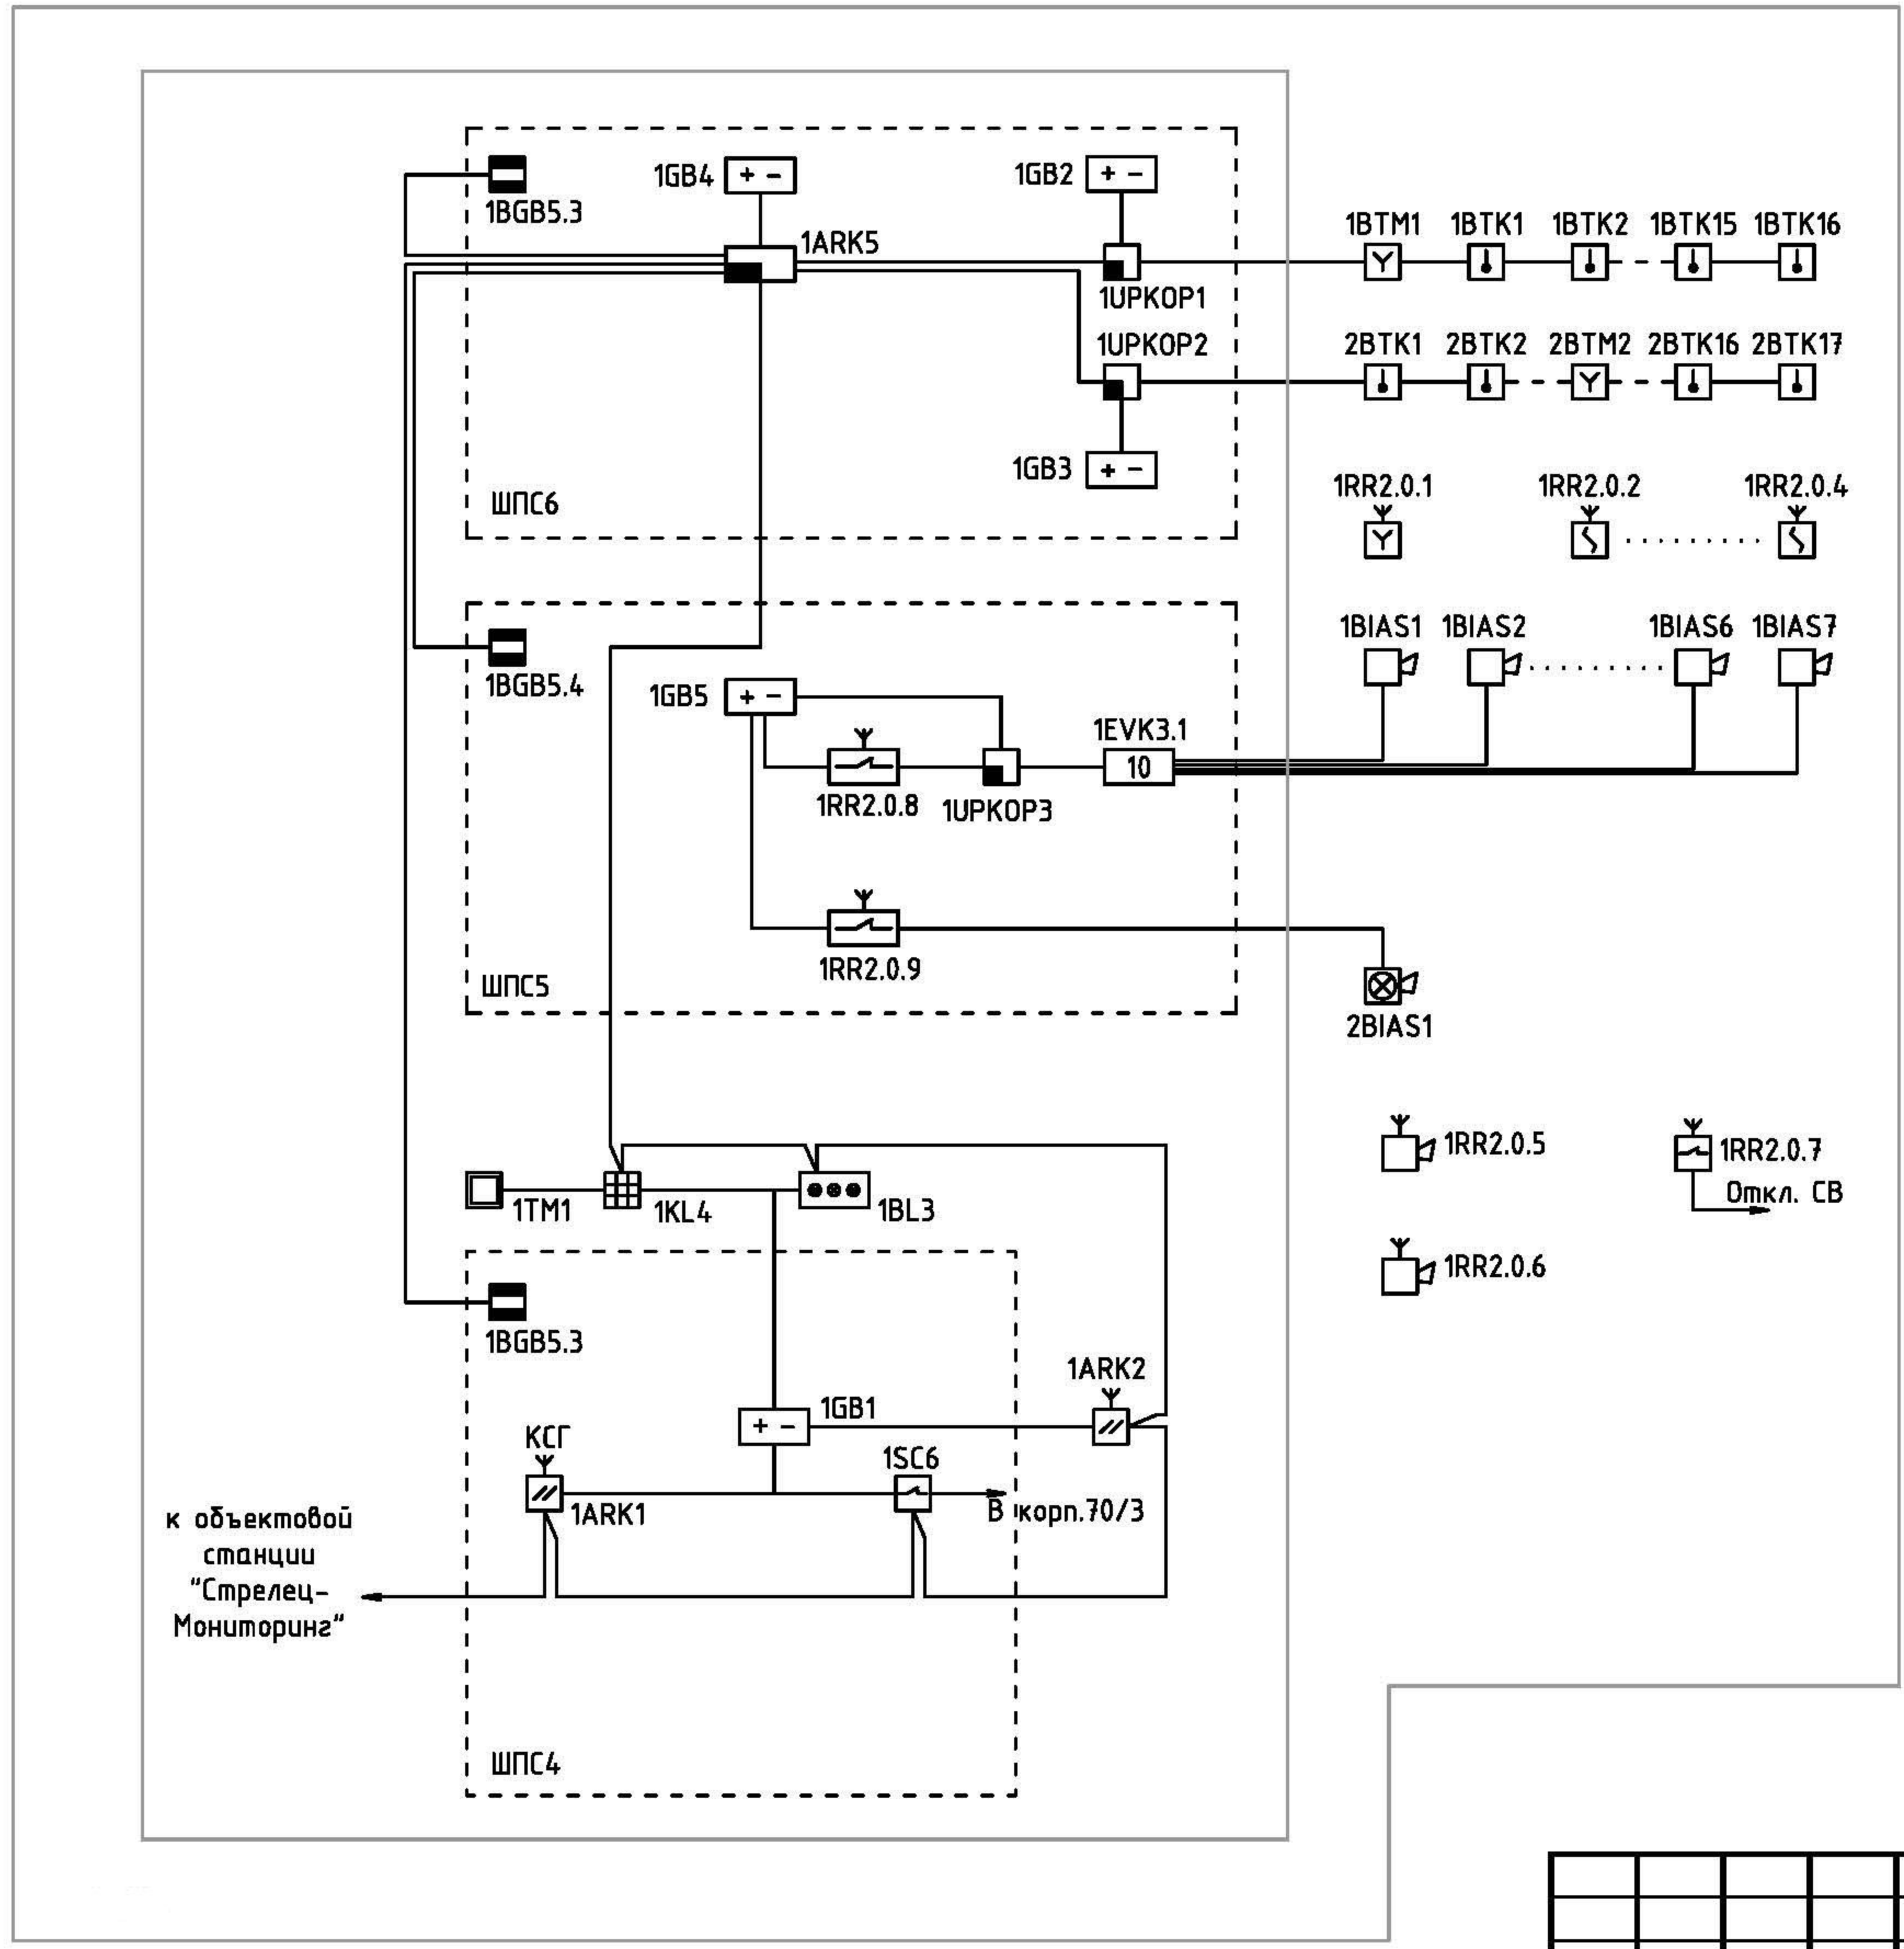 1GB4
+ -
1GB2
+ -
1BGB5.3
1ARK5
1UPKOP1
1BTM1 1BTK1 1BTK2 1BTK15 1BTK16
Y
1UPKOP2
2BTK1 2BTK2 2BTM2 2BTK16 2BTK17
Y
1GB3
+ -
ШПС6
1RR2.0.1 1RR2.0.2 1RR2.0.4
Y
1BGB5.4
1BIAS1 1BIAS2 1BIAS6 1BIAS7
1GB5
+ -
1EVK3.1
10
1RR2.0.8
1UPKOP3
1RR2.0.9
ШПС5
2BIAS1
1RR2.0.5
1RR2.0.7
Откл. СВ
1TM1
1KL4
1BL3
1RR2.0.6
1BGB5.3
1ARK2
1GB1
+ -
КСГ
1SC6
1ARK1
В корп.70/3
к объектовой
станции
"Стрелец-
Мониторинг"
ШПС4